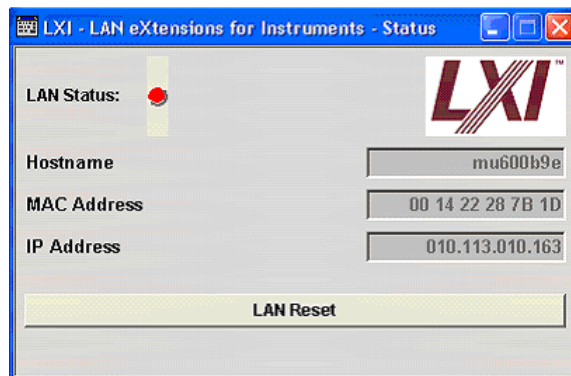 LXI - LAN eXtensions for Instruments - Status
LAN Status:
LXI™
Hostname
mu600b9e
MAC Address
00 14 22 28 7B 1D
IP Address
010.113.010.163
LAN Reset